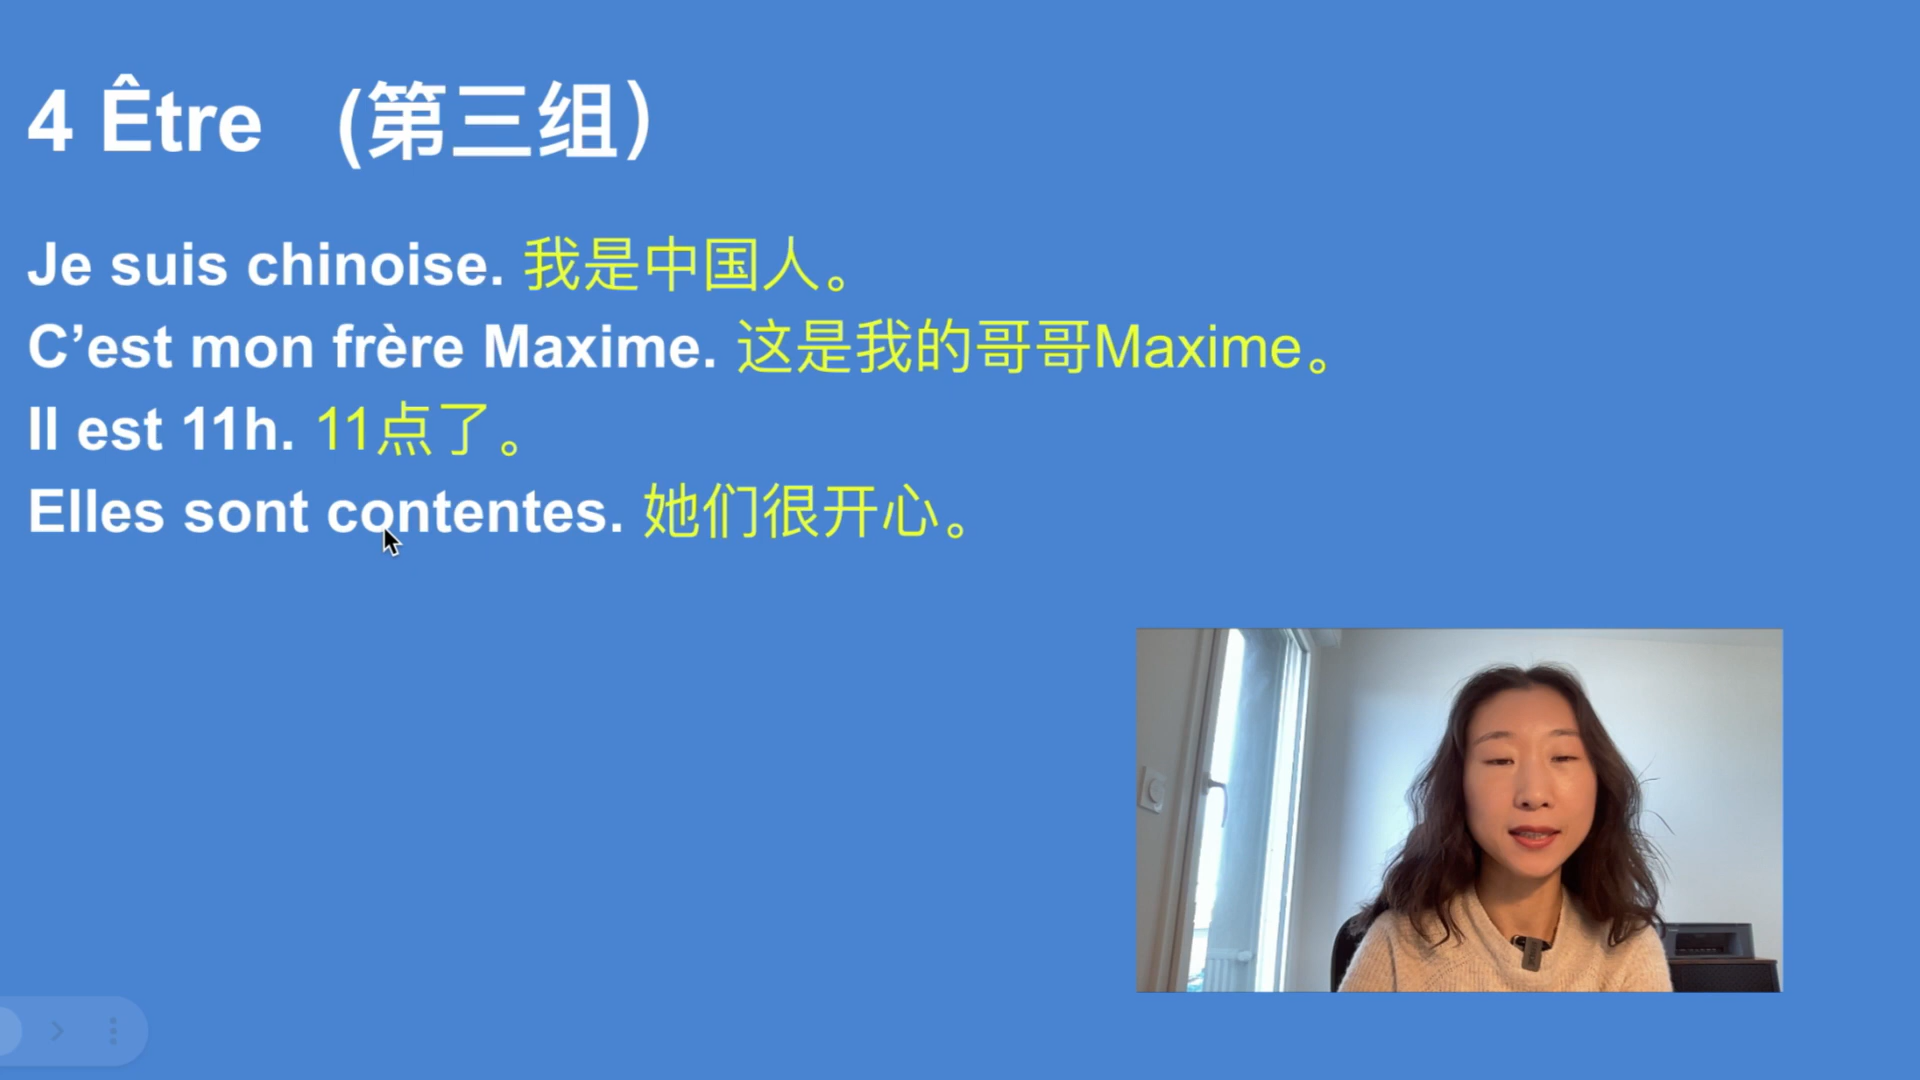 4 Être (第三组）
Je suis chinoise. 我是中国人。
C’est mon frère Maxime. 这是我的哥哥Maxime。
Il est 11h. 11点了。
Elles sont contentes. 她们很开心。